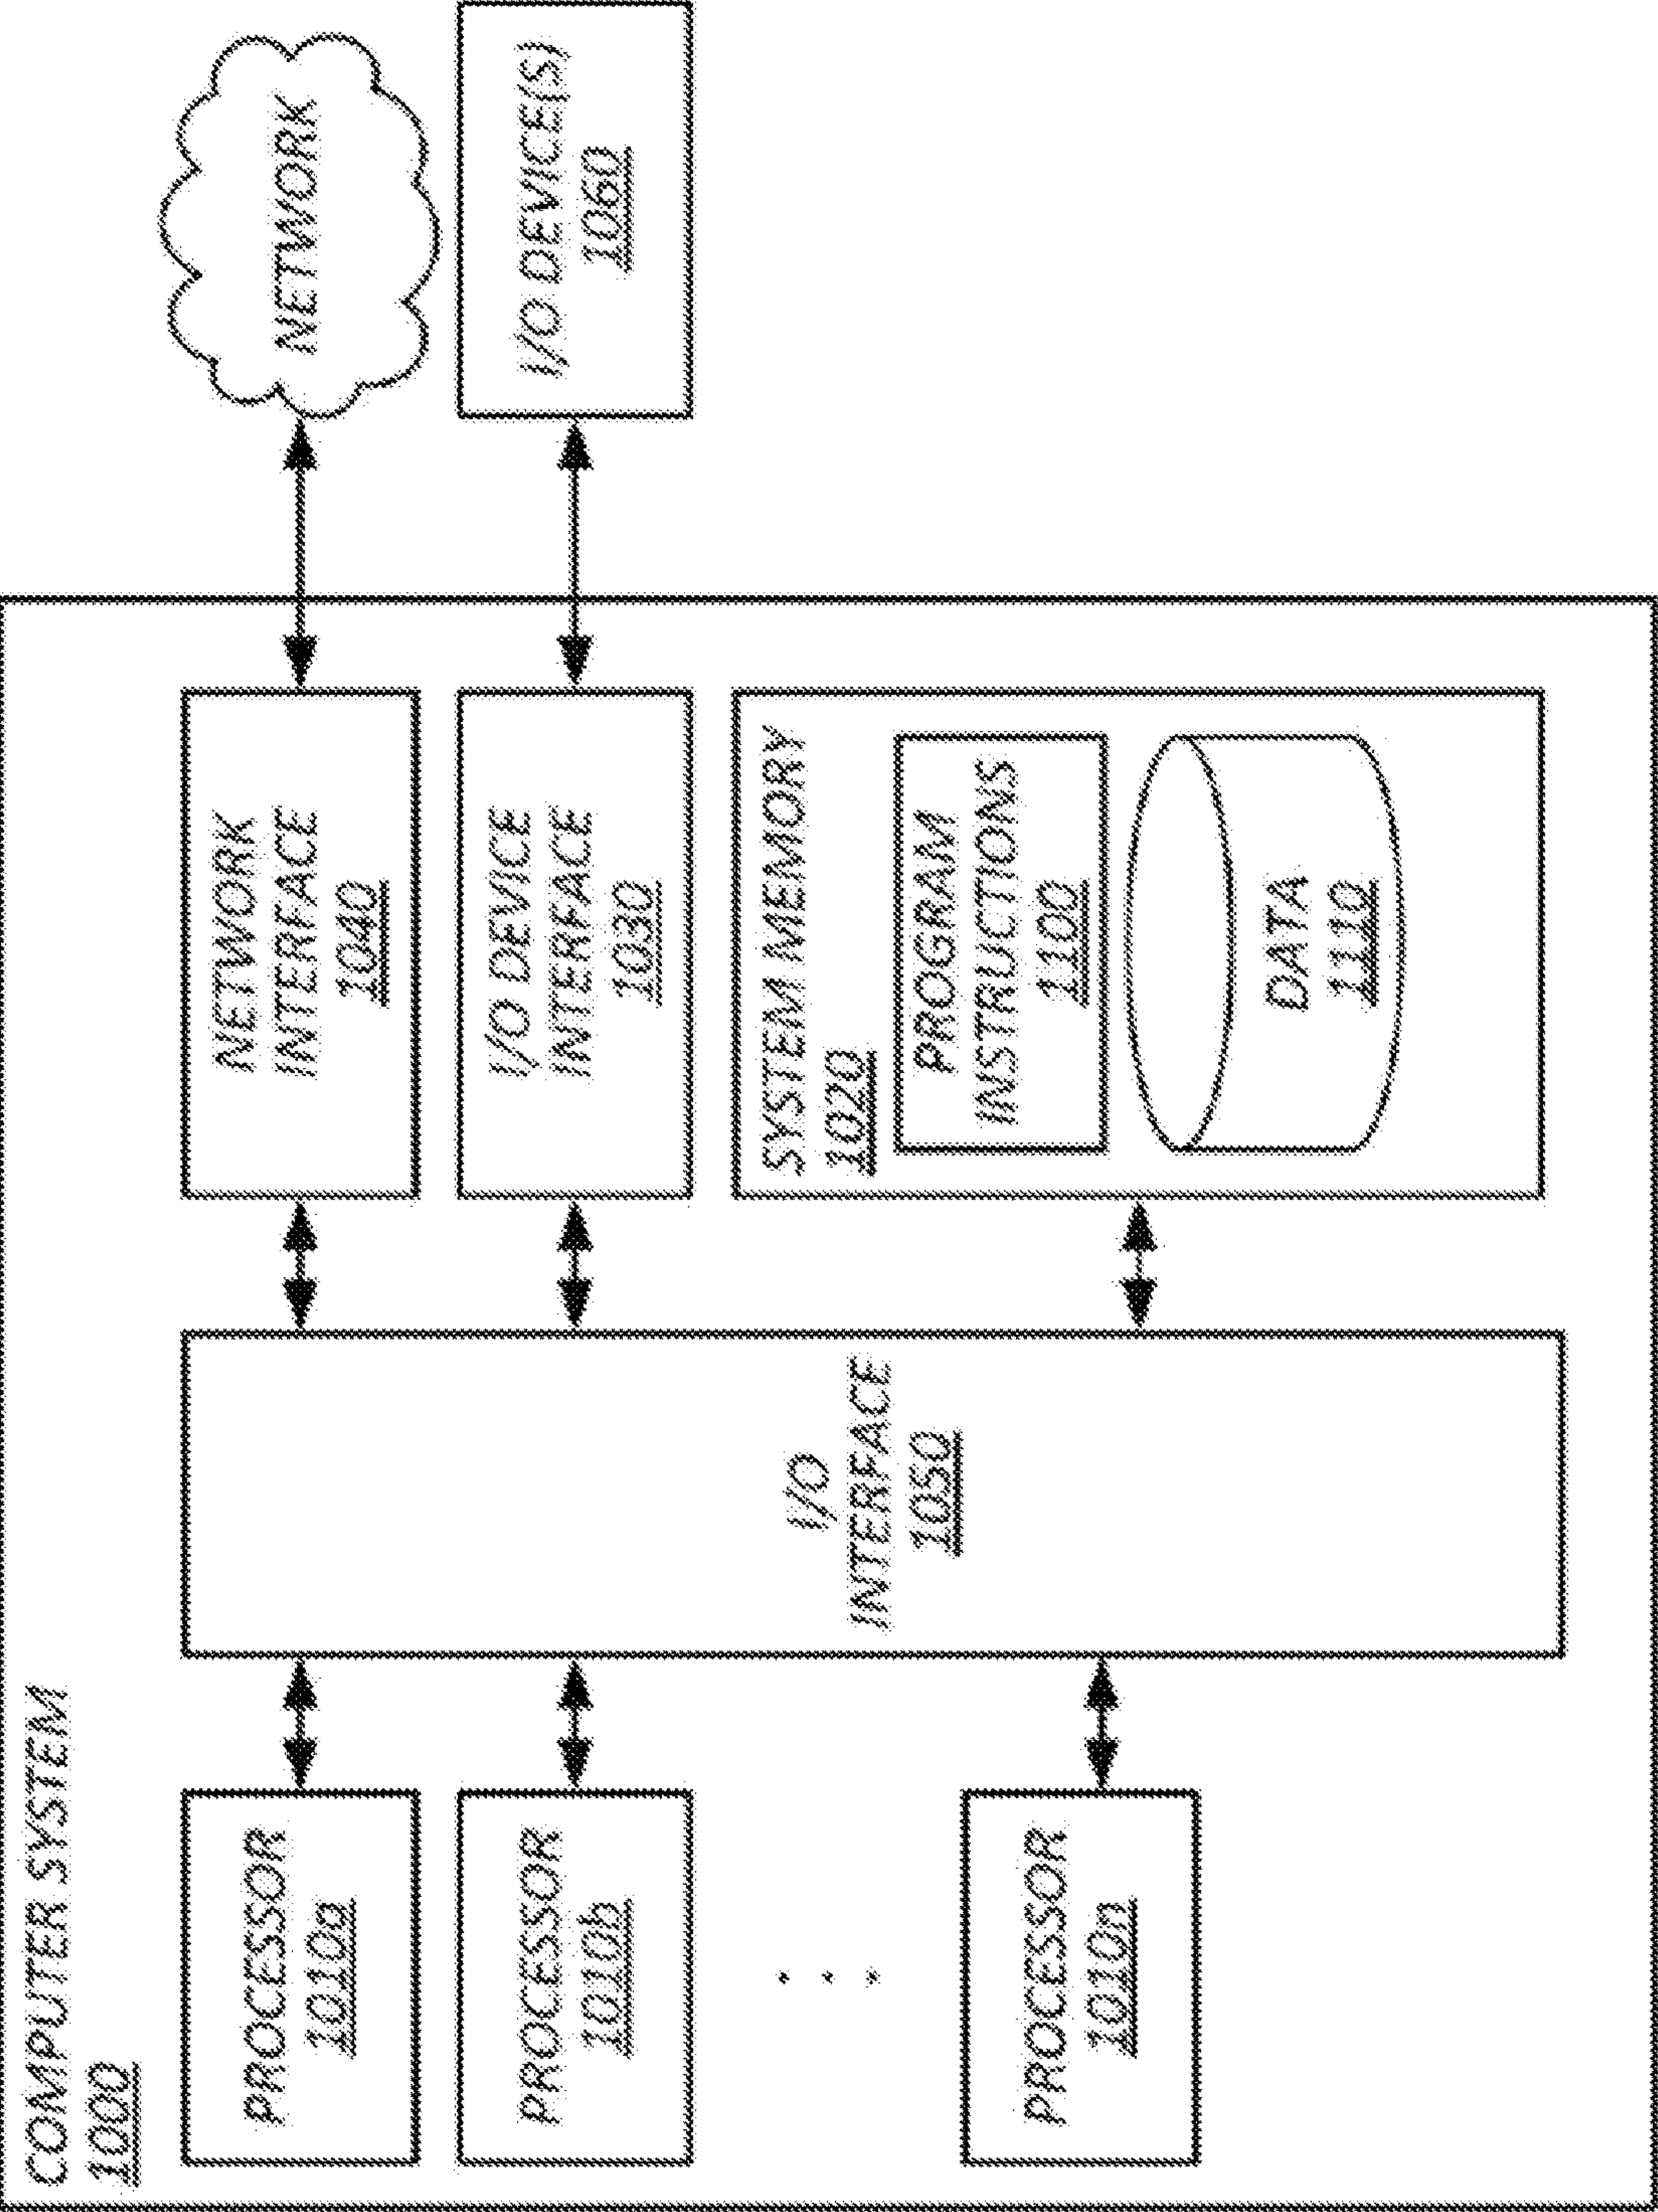 COMPUTER SYSTEM
1000
PROCESSOR
1010a
PROCESSOR
1010b
. . .
PROCESSOR
1010n
I/O
INTERFACE
1050
NETWORK
INTERFACE
1040
I/O DEVICE
INTERFACE
1030
SYSTEM MEMORY
1020
PROGRAM
INSTRUCTIONS
1100
DATA
1110
NETWORK
I/O DEVICE(S)
1060